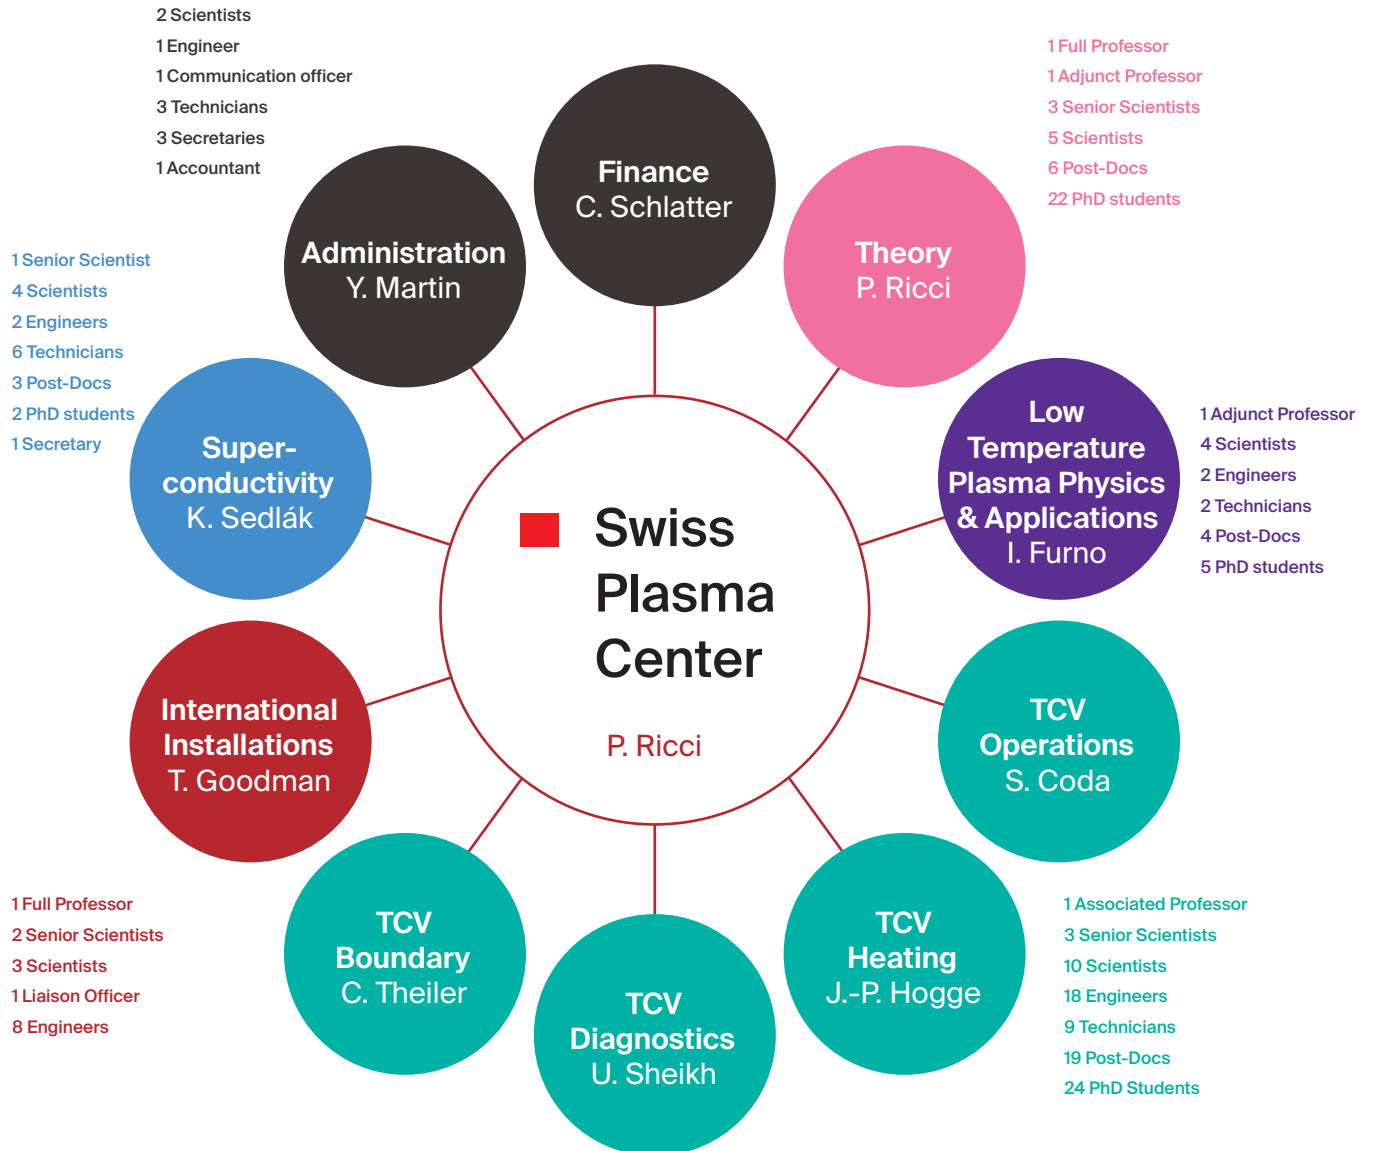 2 Scientists
1 Engineer
1 Communication officer
3 Technicians
3 Secretaries
1 Accountant
Finance
C. Schlatter
1 Full Professor
1 Adjunct Professor
3 Senior Scientists
5 Scientists
6 Post-Docs
22 PhD students
Administration
Y. Martin
Theory
P. Ricci
1 Senior Scientist
4 Scientists
2 Engineers
6 Technicians
3 Post-Docs
2 PhD students
1 Secretary
Super-
conductivity
K. Sedlák
Low
Temperature
Plasma Physics
& Applications
I. Furno
1 Adjunct Professor
4 Scientists
2 Engineers
2 Technicians
4 Post-Docs
5 PhD students
Swiss
Plasma
Center
P. Ricci
International
Installations
T. Goodman
TCV
Operations
S. Coda
1 Full Professor
2 Senior Scientists
3 Scientists
1 Liaison Officer
8 Engineers
TCV
Boundary
C. Theiler
TCV
Diagnostics
U. Sheikh
TCV
Heating
J.-P. Hogge
1 Associated Professor
3 Senior Scientists
10 Scientists
18 Engineers
9 Technicians
19 Post-Docs
24 PhD Students